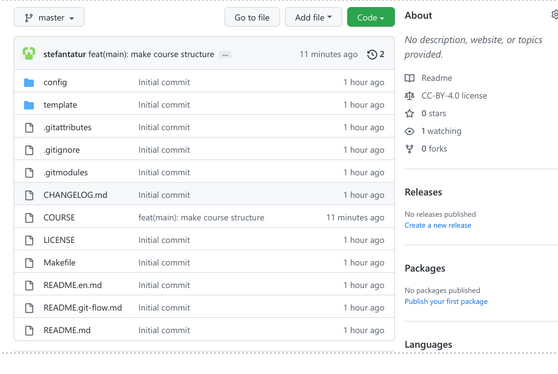 master
Go to file
Add file
Code
stefantatur feat(main): make course structure ... 11 minutes ago 2
config Initial commit 1 hour ago
template Initial commit 1 hour ago
.gitattributes Initial commit 1 hour ago
.gitignore Initial commit 1 hour ago
.gitmodules Initial commit 1 hour ago
CHANGELOG.md Initial commit 1 hour ago
COURSE feat(main): make course structure 11 minutes ago
LICENSE Initial commit 1 hour ago
Makefile Initial commit 1 hour ago
README.en.md Initial commit 1 hour ago
README.git-flow.md Initial commit 1 hour ago
README.md Initial commit 1 hour ago
About
No description, website, or topics
provided.
Readme
CC-BY-4.0 license
0 stars
1 watching
0 forks
Releases
No releases published
Create a new release
Packages
No packages published
Publish your first package
Languages